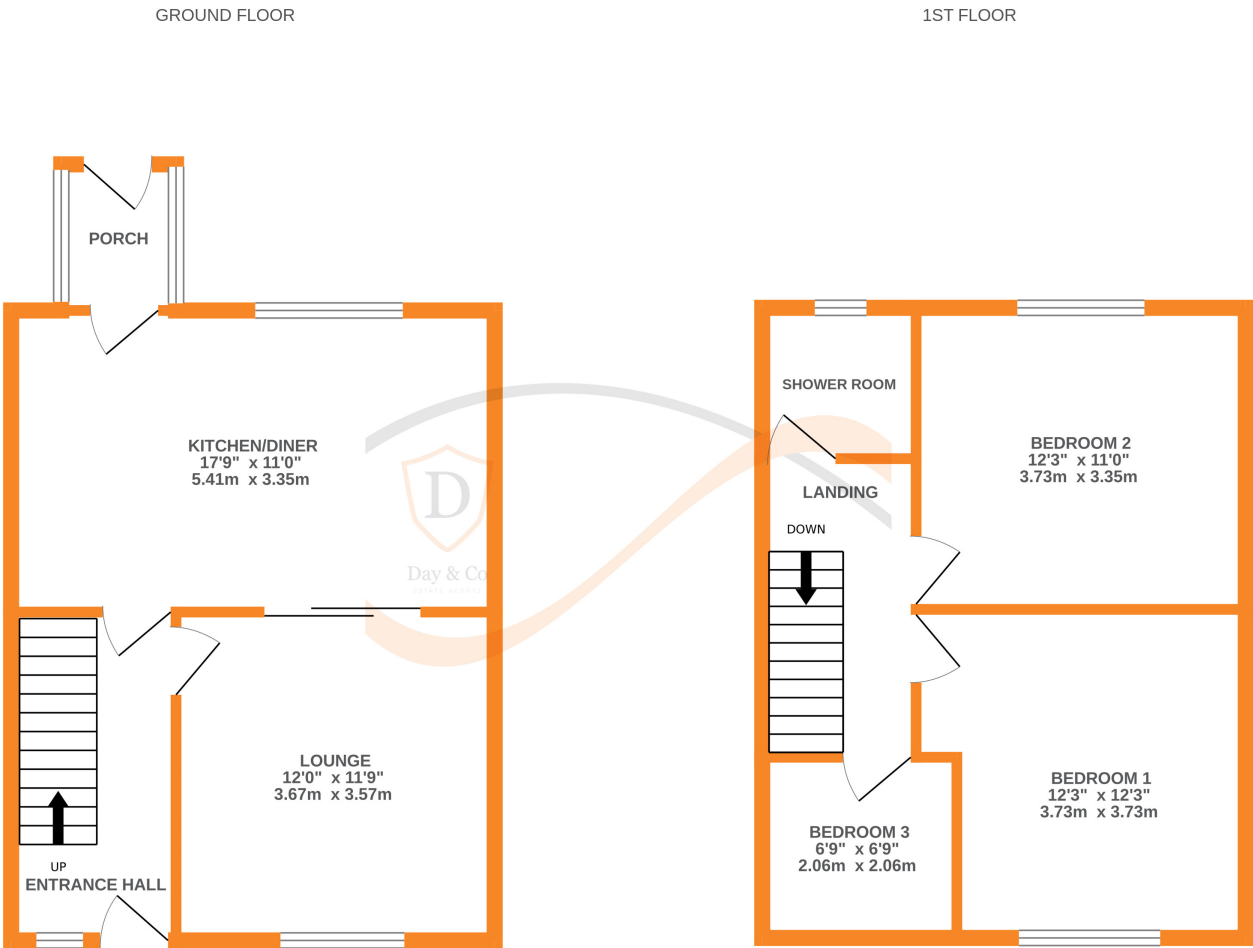 GROUND FLOOR
PORCH
KITCHEN/DINER
17'9" x 11'0"
5.41m x 3.35m
D
Day & Co
LOUNGE
12'0" x 11'9"
3.67m x 3.57m
UP
ENTRANCE HALL
1ST FLOOR
SHOWER ROOM
BEDROOM 2
12'3" x 11'0"
3.73m x 3.35m
LANDING
DOWN
BEDROOM 1
12'3" x 12'3"
3.73m x 3.73m
BEDROOM 3
6'9" x 6'9"
2.06m x 2.06m